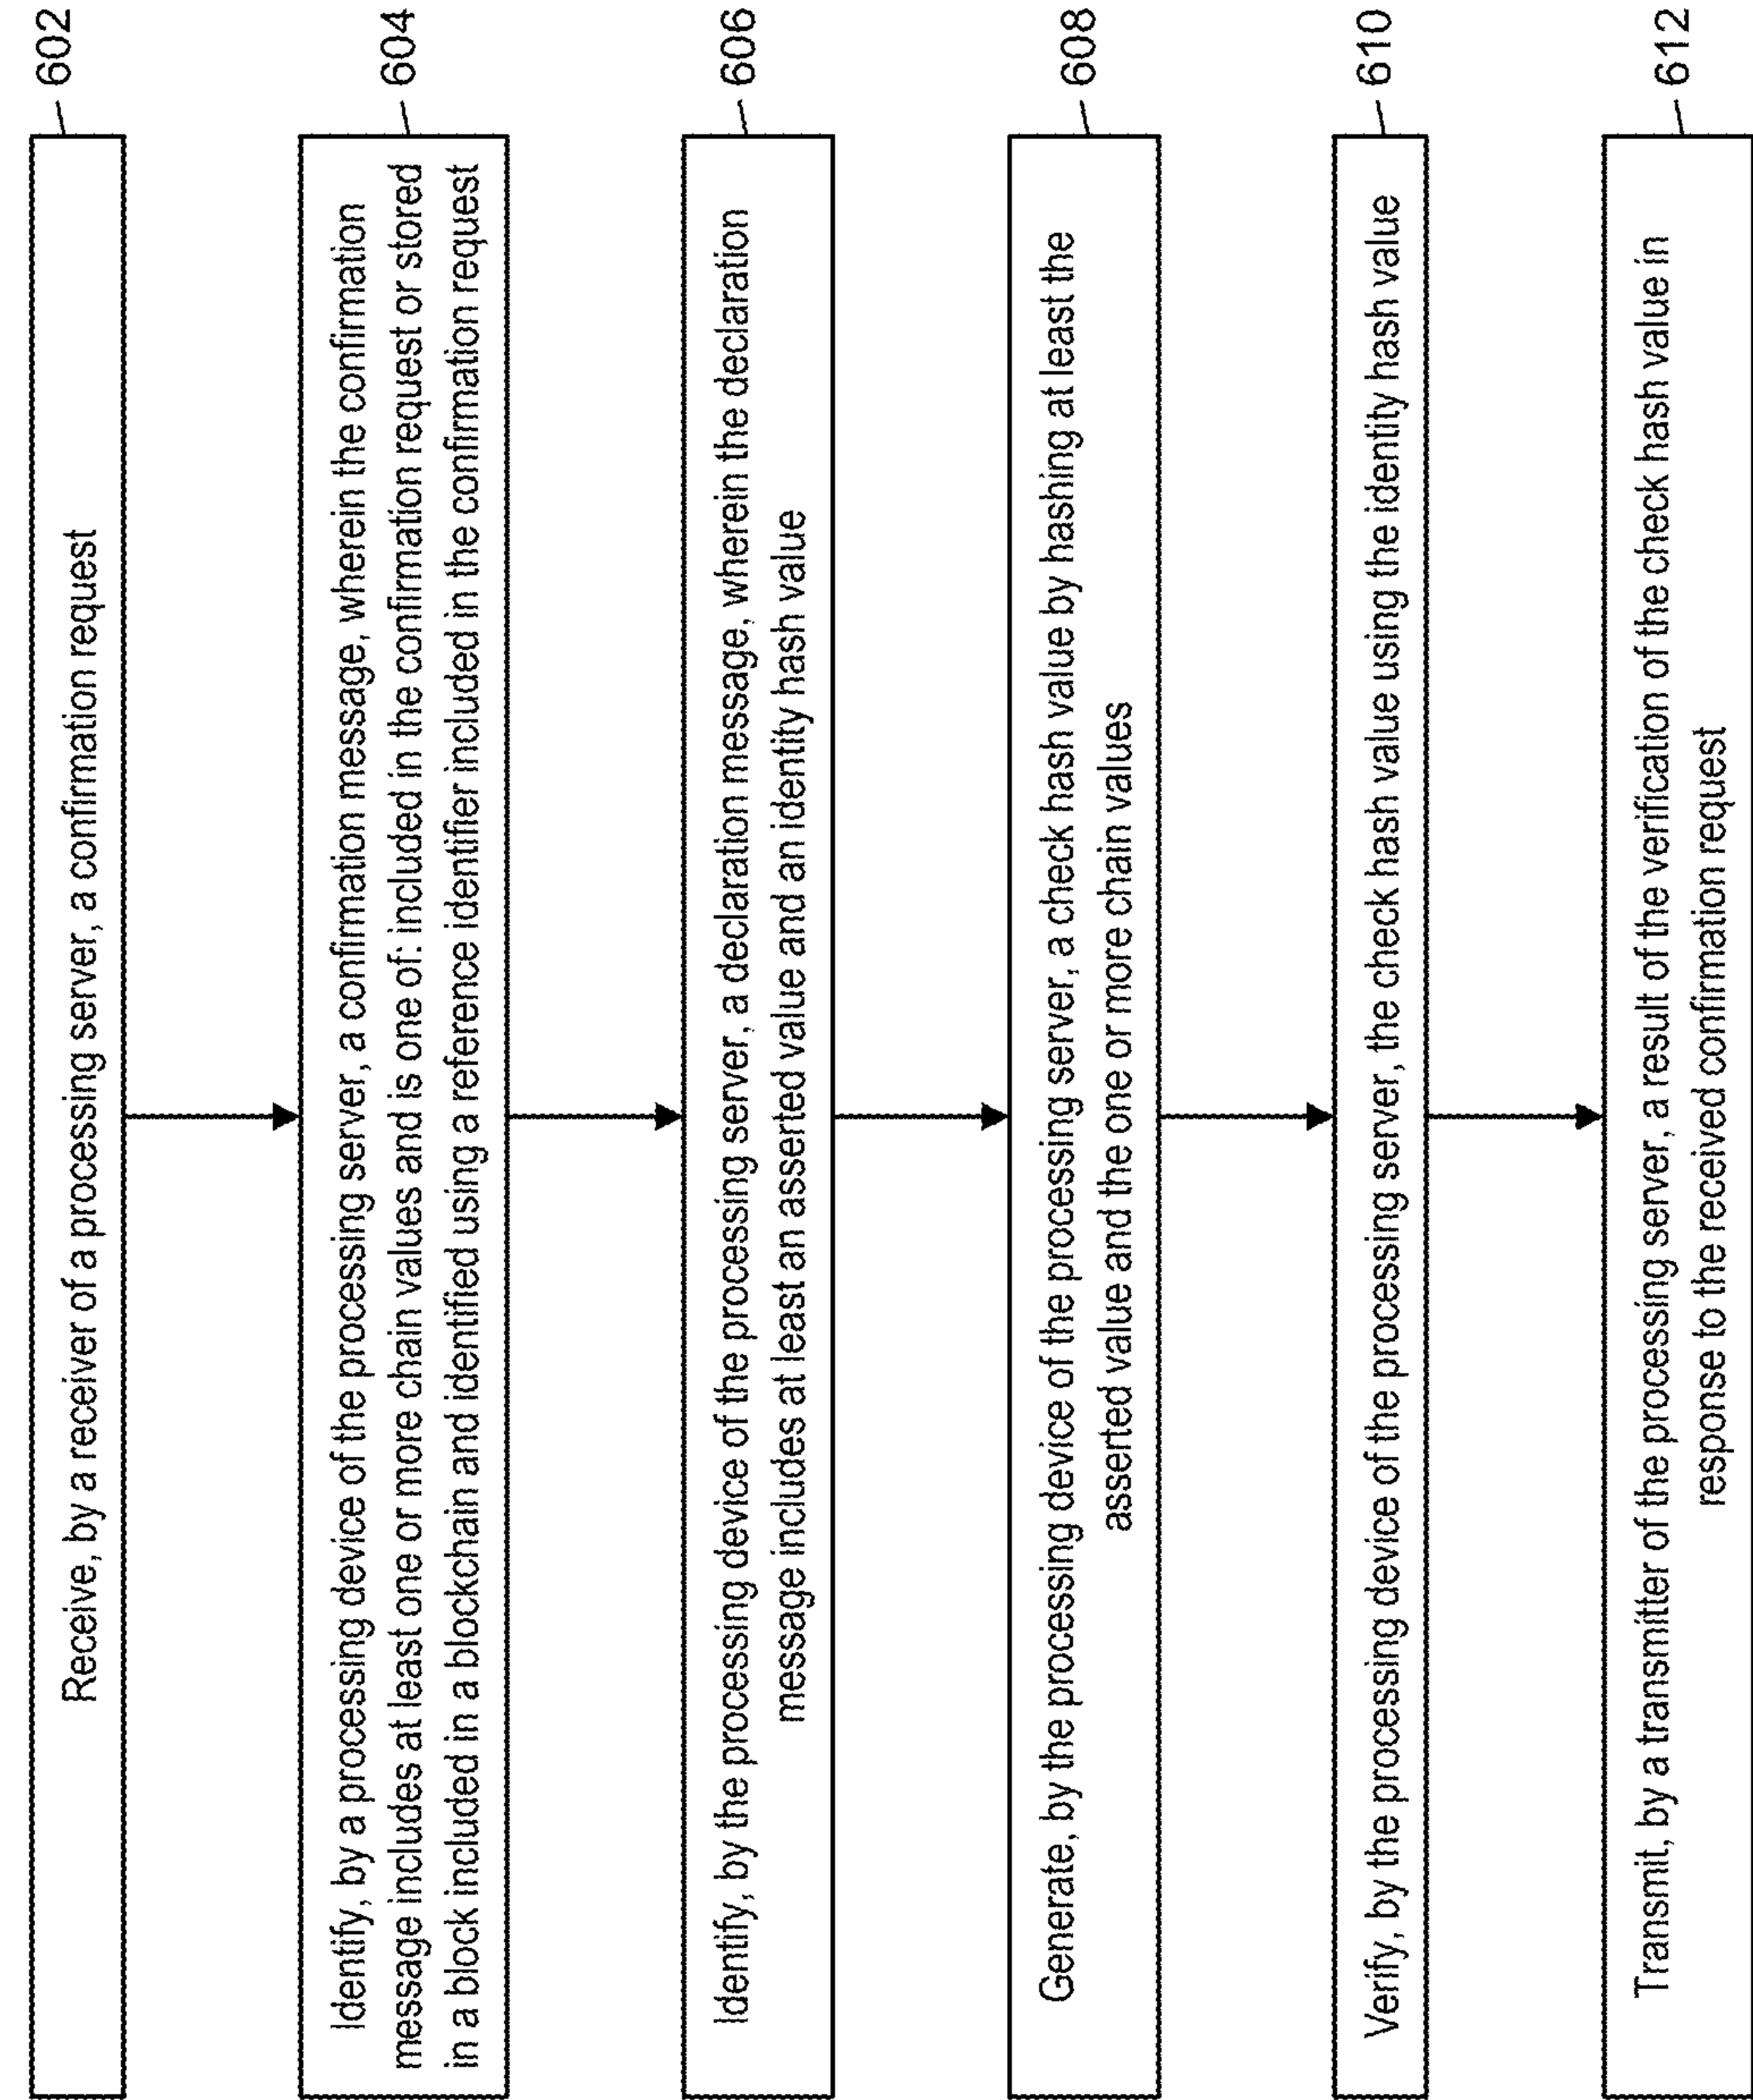 Receive, by a receiver of a processing server, a confirmation request
602
Identify, by a processing device of the processing server, a confirmation message, wherein the confirmation
message includes at least one or more chain values and is one of: included in the confirmation request or stored
in a block included in a blockchain and identified using a reference identifier included in the confirmation request
604
Identify, by the processing device of the processing server, a declaration message, wherein the declaration
message includes at least an asserted value and an identity hash value
606
Generate, by the processing device of the processing server, a check hash value by hashing at least the
asserted value and the one or more chain values
608
Verify, by the processing device of the processing server, the check hash value using the identity hash value
610
Transmit, by a transmitter of the processing server, a result of the verification of the check hash value in
response to the received confirmation request
612